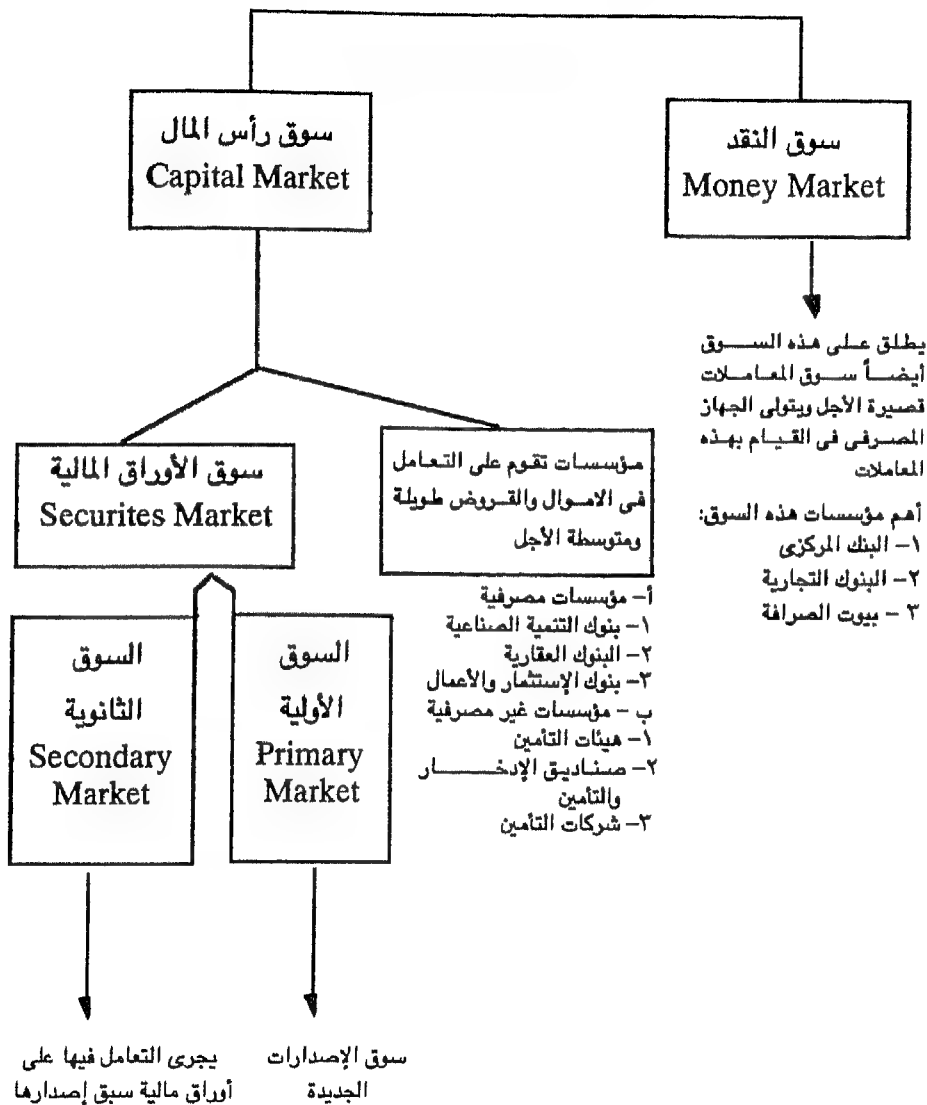 سوق النقد
Money Market
يطلق على هذه السوق
أيضاً سوق المعاملات
قصيرة الأجل ويتولى الجهاز
المصرفى فى القيام بهذه
المعاملات
أهم مؤسسات هذه السوق:
١– البنك المركزى
٢– البنوك التجارية
٣ – بيوت الصرافة
سوق رأس المال
Capital Market
مؤسسات تقوم على التعامل
فى الاموال والقروض طويلة
ومتوسطة الأجل
أ– مؤسسات مصرفية
١– بنوك التنمية الصناعية
٢– البنوك العقارية
٣– بنوك الإستثمار والأعمال
ب – مؤسسات غير مصرفية
١– هيئات التأمين
٢– صناديق الإدخار
والتأمين
٣– شركات التأمين
سوق الأوراق المالية
Securites Market
السوق
الأولية
Primary
Market
سوق الإصدارات
الجديدة
السوق
الثانوية
Secondary
Market
يجرى التعامل فيها على
أوراق مالية سبق إصدارها